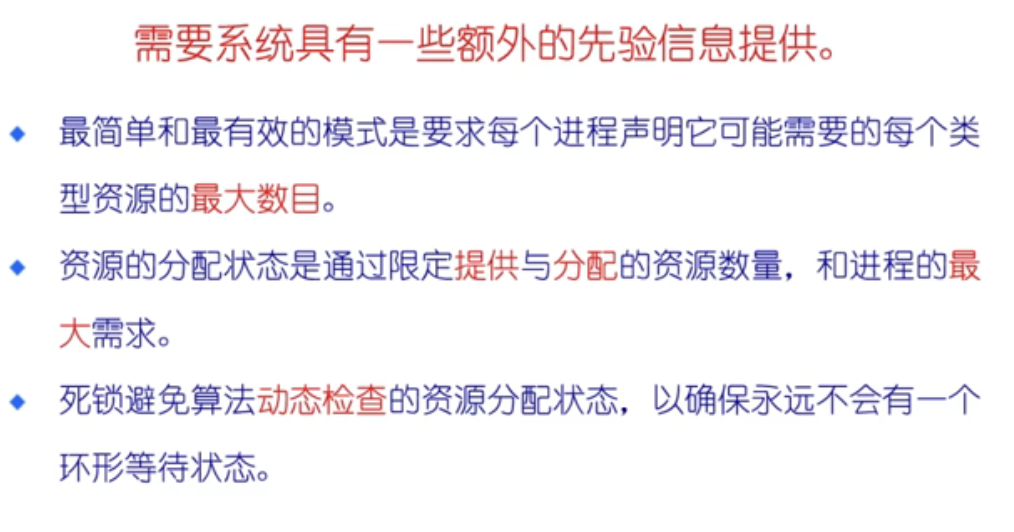 需要系统具有一些额外的先验信息提供。
最简单和最有效的模式是要求每个进程声明它可能需要的每个类
型资源的最大数目。
资源的分配状态是通过限定提供与分配的资源数量，和进程的最
大需求。
死锁避免算法动态检查的资源分配状态，以确保永远不会有一个
环形等待状态。